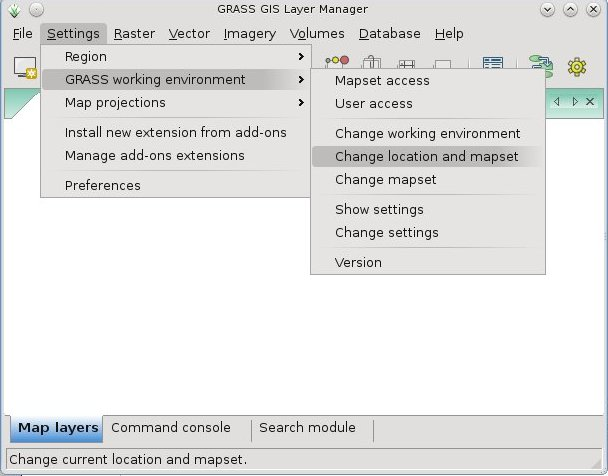 GRASS GIS Layer Manager
File Settings Raster Vector Imagery Volumes Database Help
Region
GRASS working environment
Map projections
Install new extension from add-ons
Manage add-ons extensions
Preferences
Mapset access
User access
Change working environment
Change location and mapset
Change mapset
Show settings
Change settings
Version
Map layers Command console Search module
Change current location and mapset.